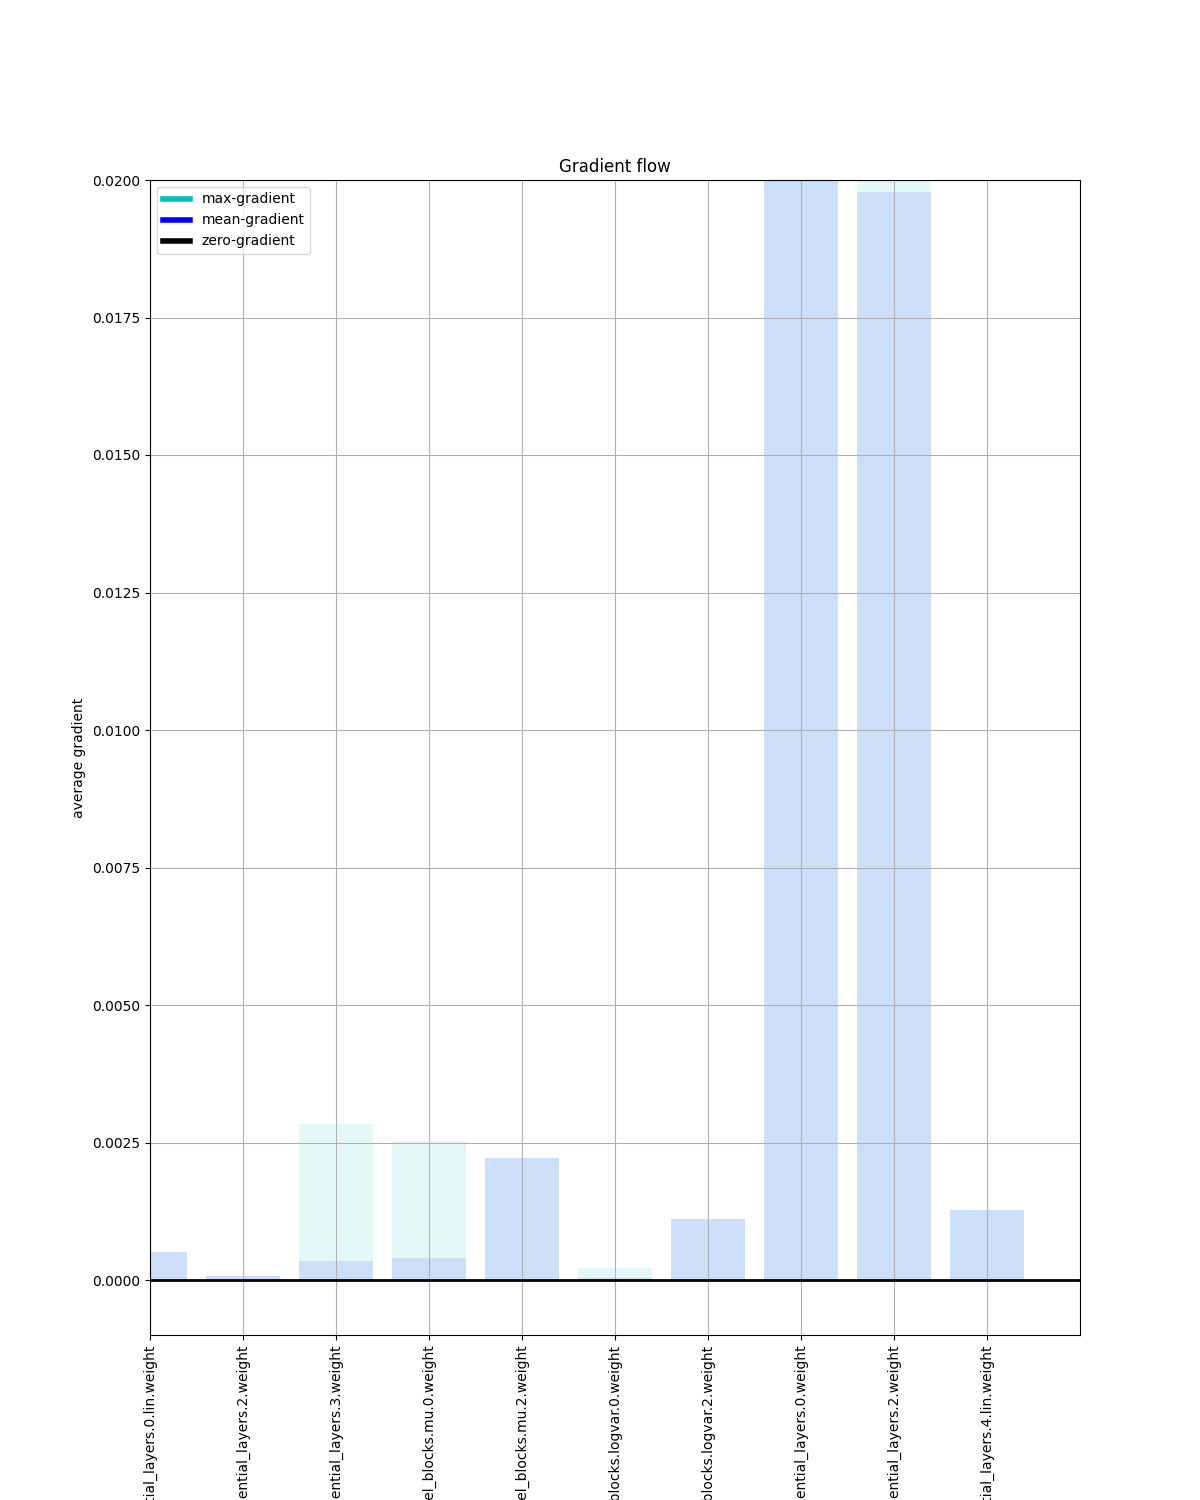 Gradient flow
max-gradient
mean-gradient
zero-gradient
0.0200
0.0175
0.0150
0.0125
0.0100
0.0075
0.0050
0.0025
0.0000
average gradient
tial_layers.0.lin.weight
ential_layers.2.weight
ential_layers.3.weight
el_blocks.mu.0.weight
el_blocks.mu.2.weight
blocks.logvar.0.weight
blocks.logvar.2.weight
ential_layers.0.weight
ential_layers.2.weight
tial_layers.4.lin.weight